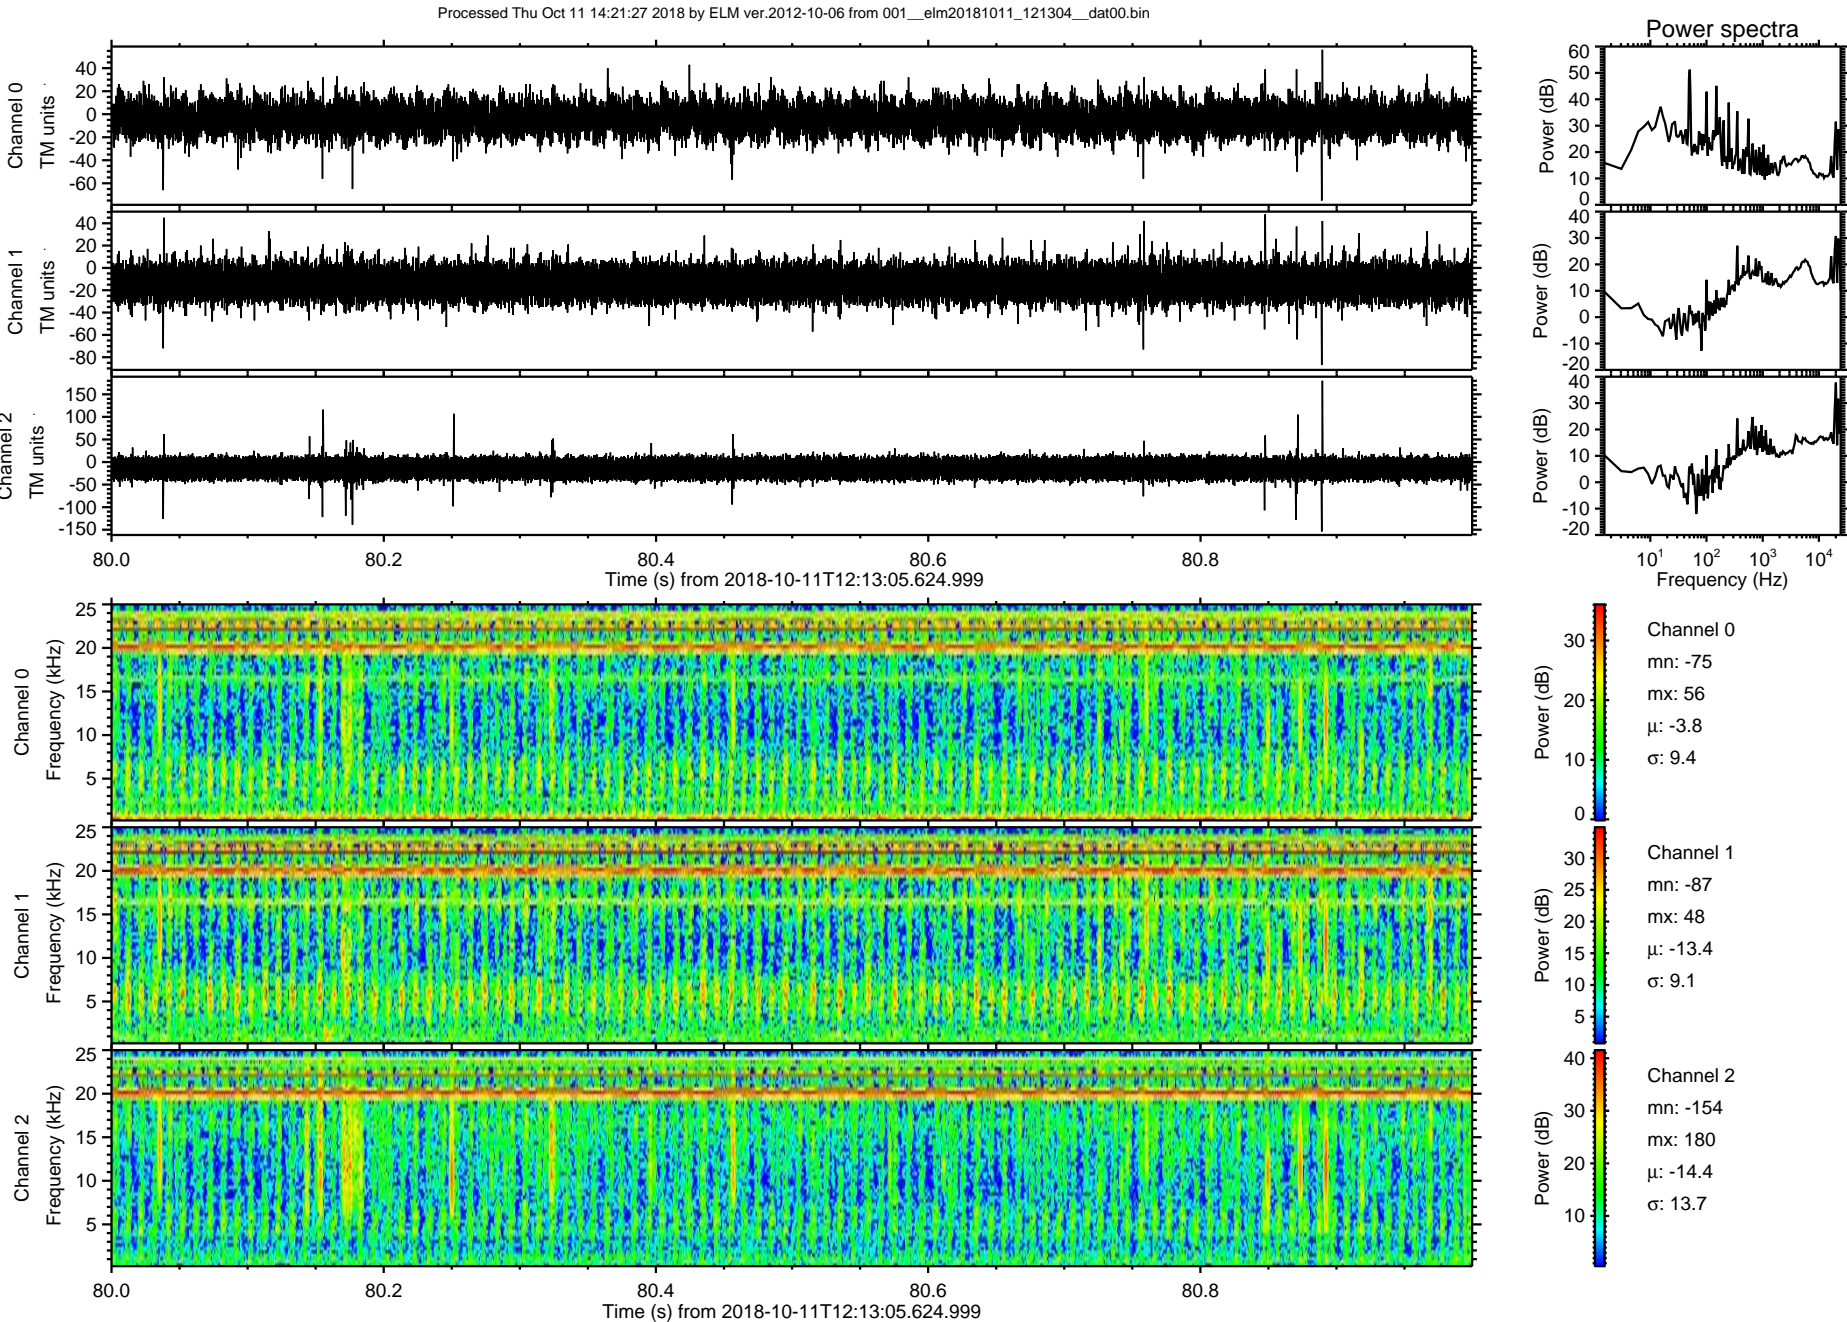 Processed Thu Oct 11 14:21:27 2018 by ELM ver.2012-10-06 from 001__elm20181011_121304__dat00.bin
Power spectra
Channel 0
TM units
40
20
0
-20
-40
-60
Power (dB)
60
50
40
30
20
10
0
Channel 1
TM units
40
20
0
-20
-40
-60
-80
Power (dB)
40
30
20
10
0
-10
-20
Channel 2
TM units
150
100
50
0
-50
-100
-150
Power (dB)
40
30
20
10
0
-10
-20
80.0 80.2 80.4 80.6 80.8
Time (s) from 2018-10-11T12:13:05.624.999
10^1 10^2 10^3 10^4
Frequency (Hz)
Channel 0
Frequency (kHz)
25
20
15
10
5
Power (dB)
30
20
10
0
Channel 0
mn: -75
mx: 56
μ: -3.8
σ: 9.4
Channel 1
Frequency (kHz)
25
20
15
10
5
Power (dB)
30
25
20
15
10
5
Channel 1
mn: -87
mx: 48
μ: -13.4
σ: 9.1
Channel 2
Frequency (kHz)
25
20
15
10
5
Power (dB)
40
30
20
10
Channel 2
mn: -154
mx: 180
μ: -14.4
σ: 13.7
80.0 80.2 80.4 80.6 80.8
Time (s) from 2018-10-11T12:13:05.624.999